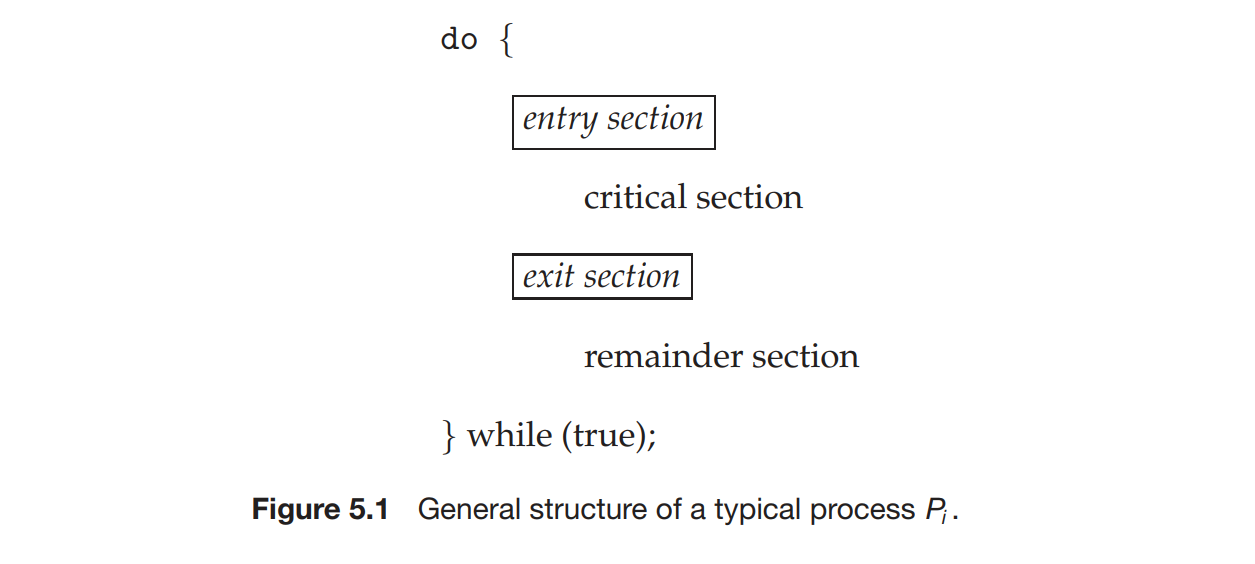 do {
entry section
critical section
exit section
remainder section
} while (true);
Figure 5.1 General structure of a typical process Pi.